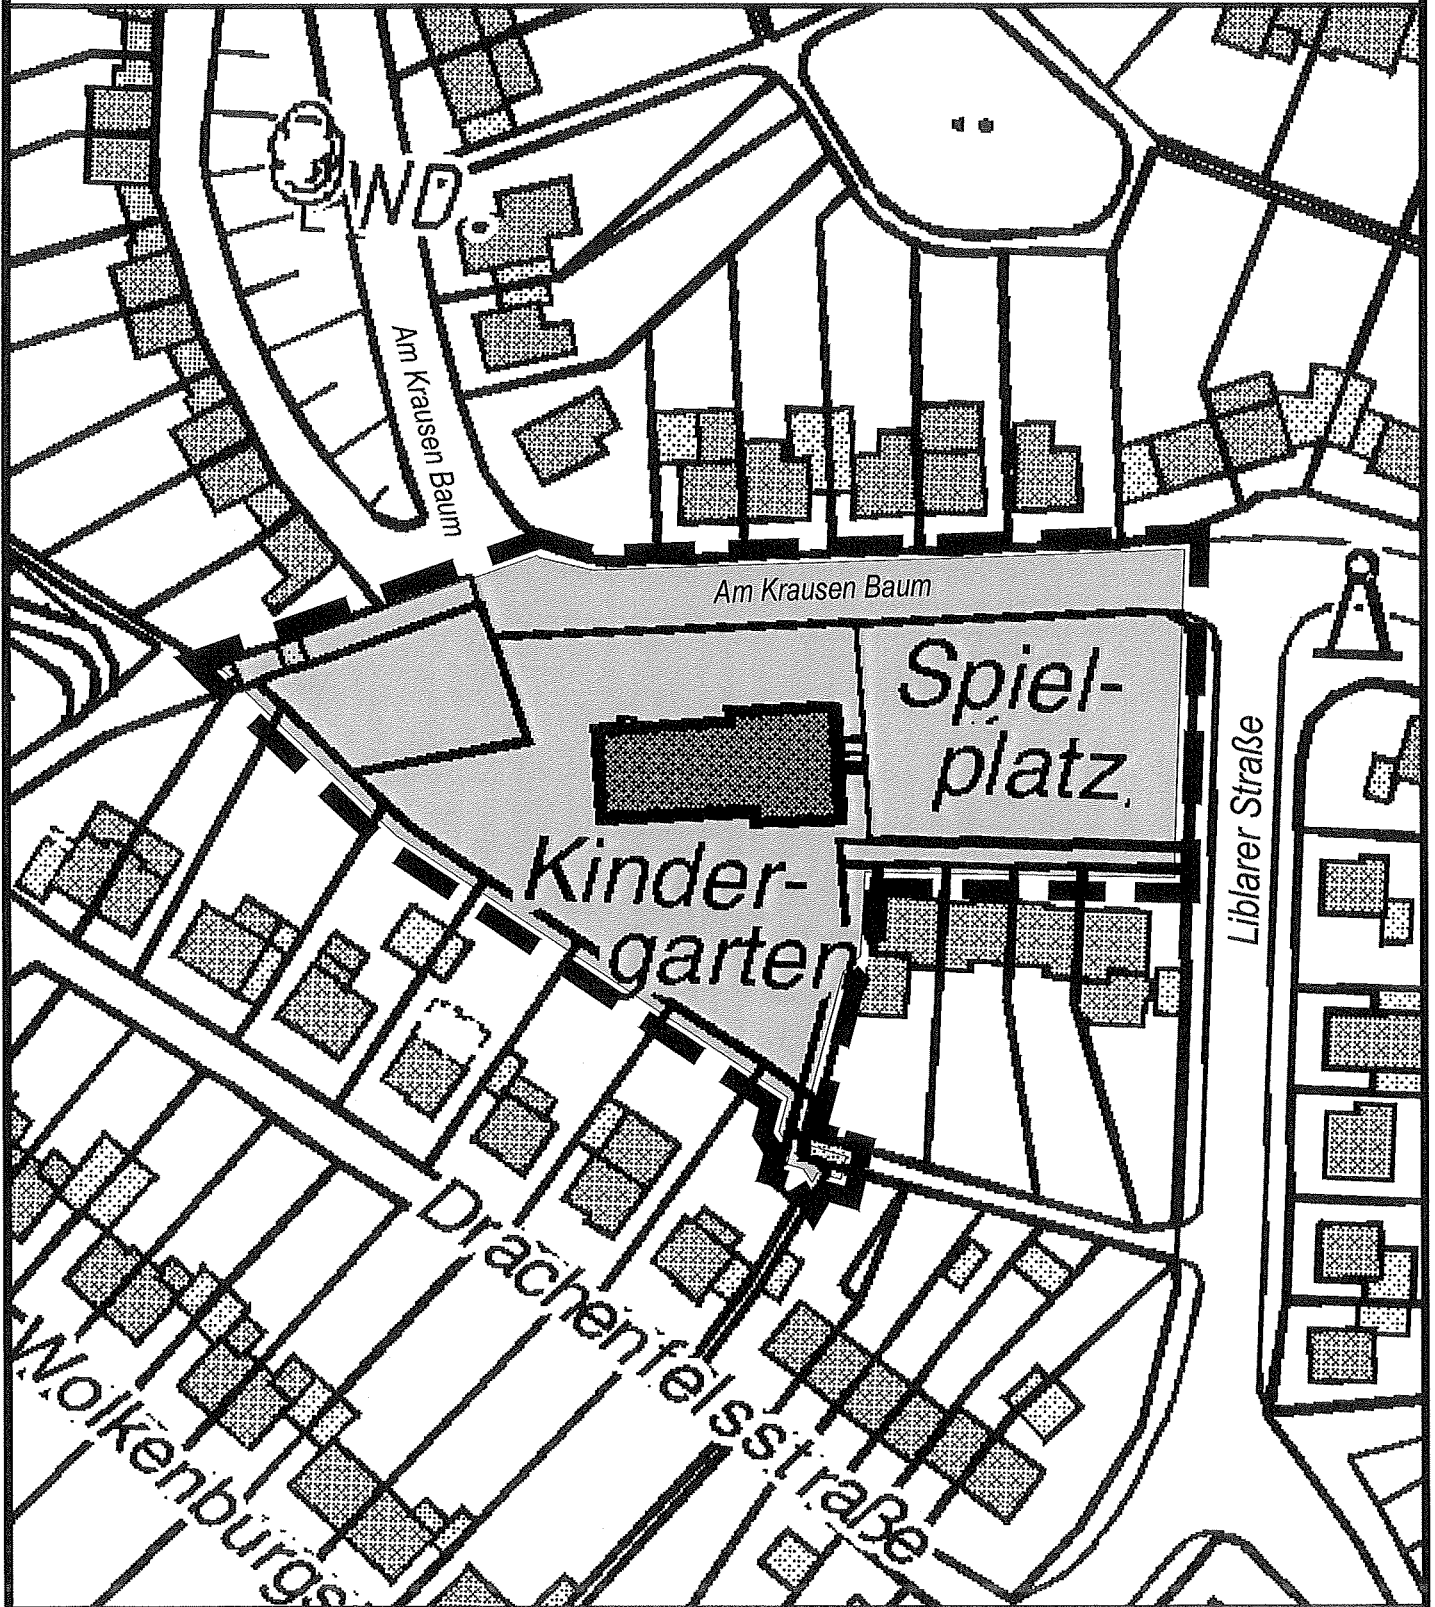 WD
Am Krausen Baum
Am Krausen Baum
Spiel-
platz
Kinder-
garten
Liblarer Straße
Drachenfelsstraße
Wolkenburgs